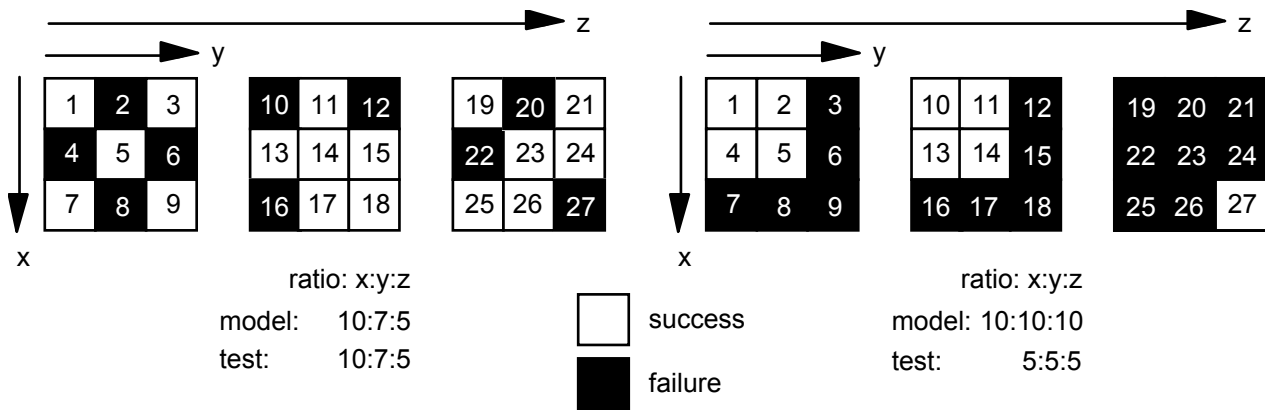 z
z
y
y
1 2 3 10 11 12 19 20 21
4 5 6 13 14 15 22 23 24
7 8 9 16 17 18 25 26 27
x
1 2 3 10 11 12 19 20 21
4 5 6 13 14 15 22 23 24
7 8 9 16 17 18 25 26 27
x
ratio: x:y:z
model: 10:7:5
test: 10:7:5
success
failure
ratio: x:y:z
model: 10:10:10
test: 5:5:5